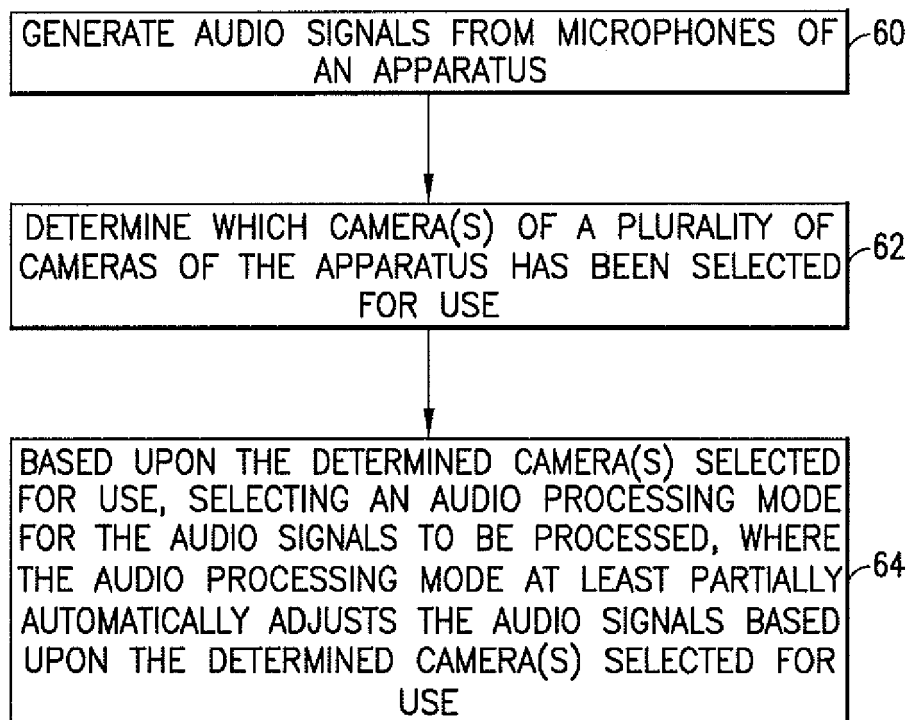 GENERATE AUDIO SIGNALS FROM MICROPHONES OF
AN APPARATUS
60
DETERMINE WHICH CAMERA(S) OF A PLURALITY OF
CAMERAS OF THE APPARATUS HAS BEEN SELECTED
FOR USE
62
BASED UPON THE DETERMINED CAMERA(S) SELECTED
FOR USE, SELECTING AN AUDIO PROCESSING MODE
FOR THE AUDIO SIGNALS TO BE PROCESSED, WHERE
THE AUDIO PROCESSING MODE AT LEAST PARTIALLY
AUTOMATICALLY ADJUSTS THE AUDIO SIGNALS BASED
UPON THE DETERMINED CAMERA(S) SELECTED FOR
USE
64